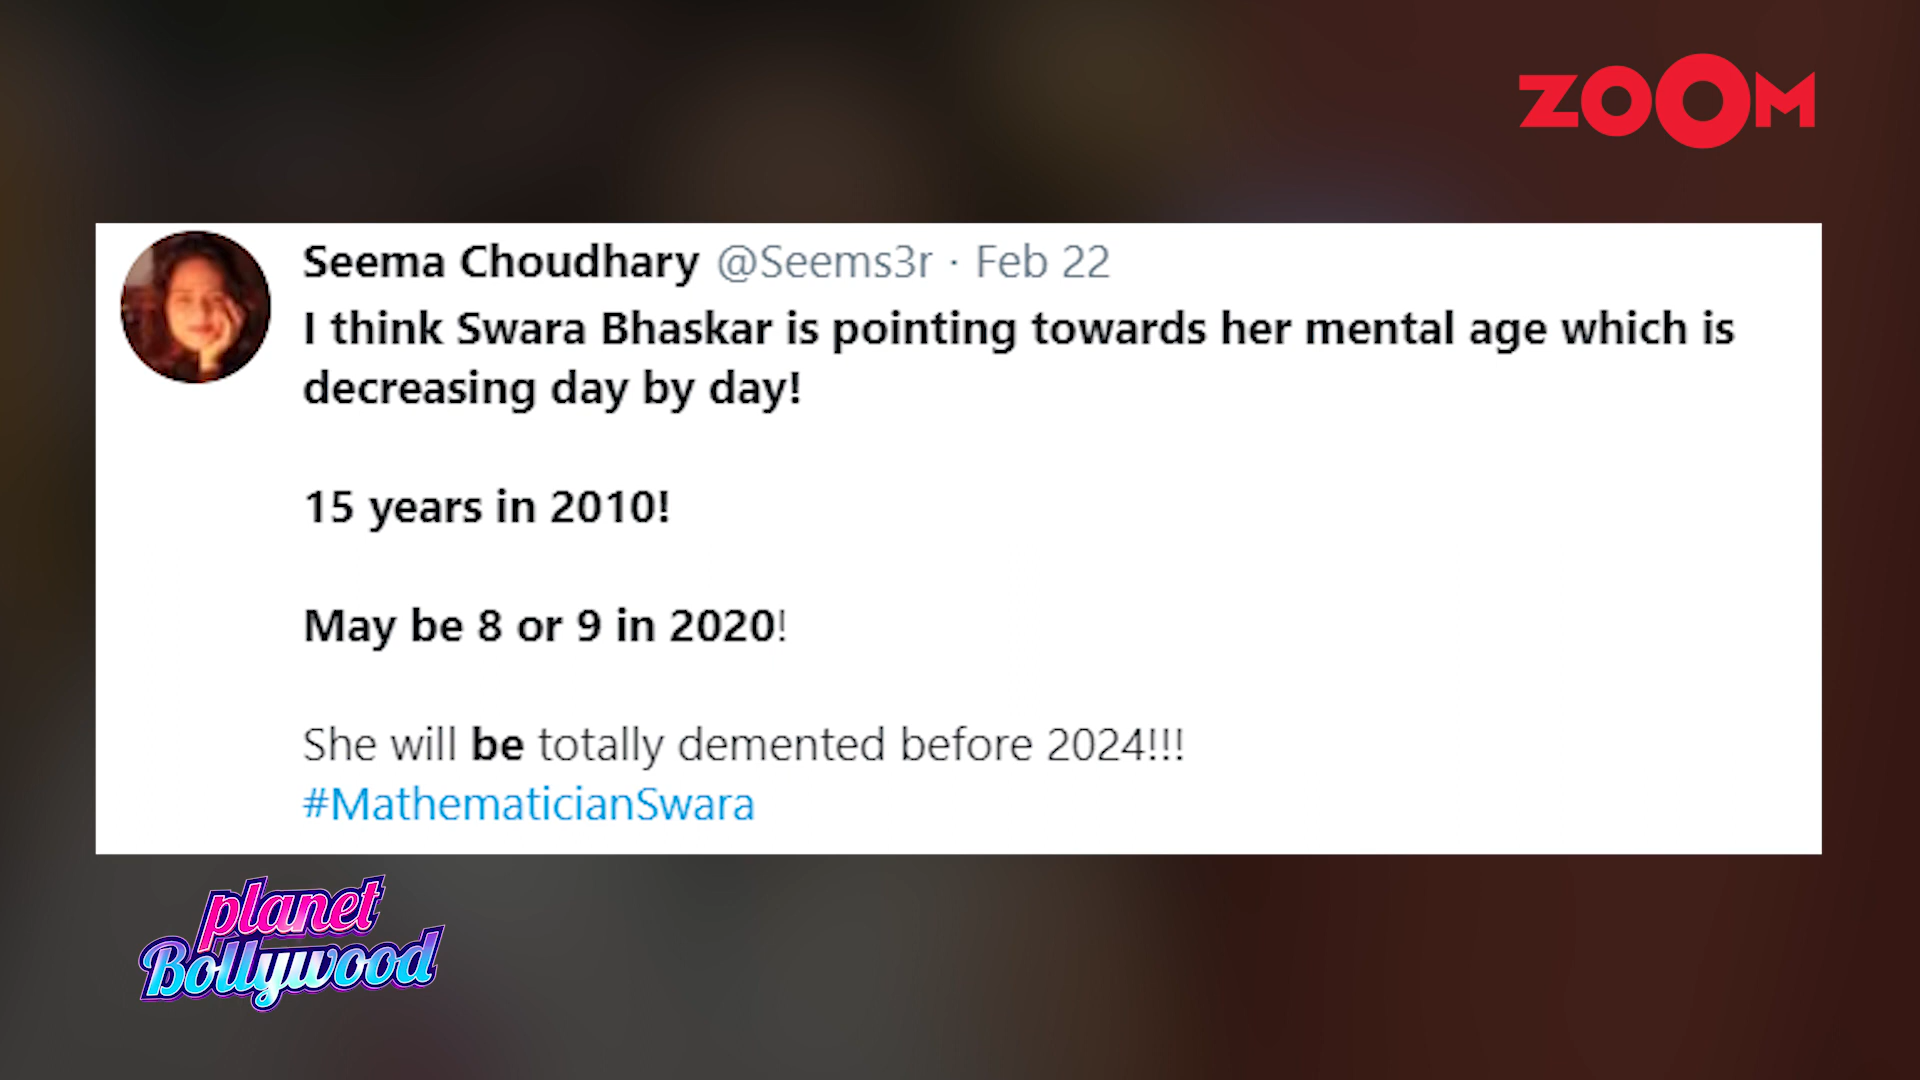 ZOOM
Seema Choudhary @Seems3r · Feb 22
I think Swara Bhaskar is pointing towards her mental age which is
decreasing day by day!
15 years in 2010!
May be 8 or 9 in 2020!
She will be totally demented before 2024!!!
#MathematicianSwara
planet
Bollywood